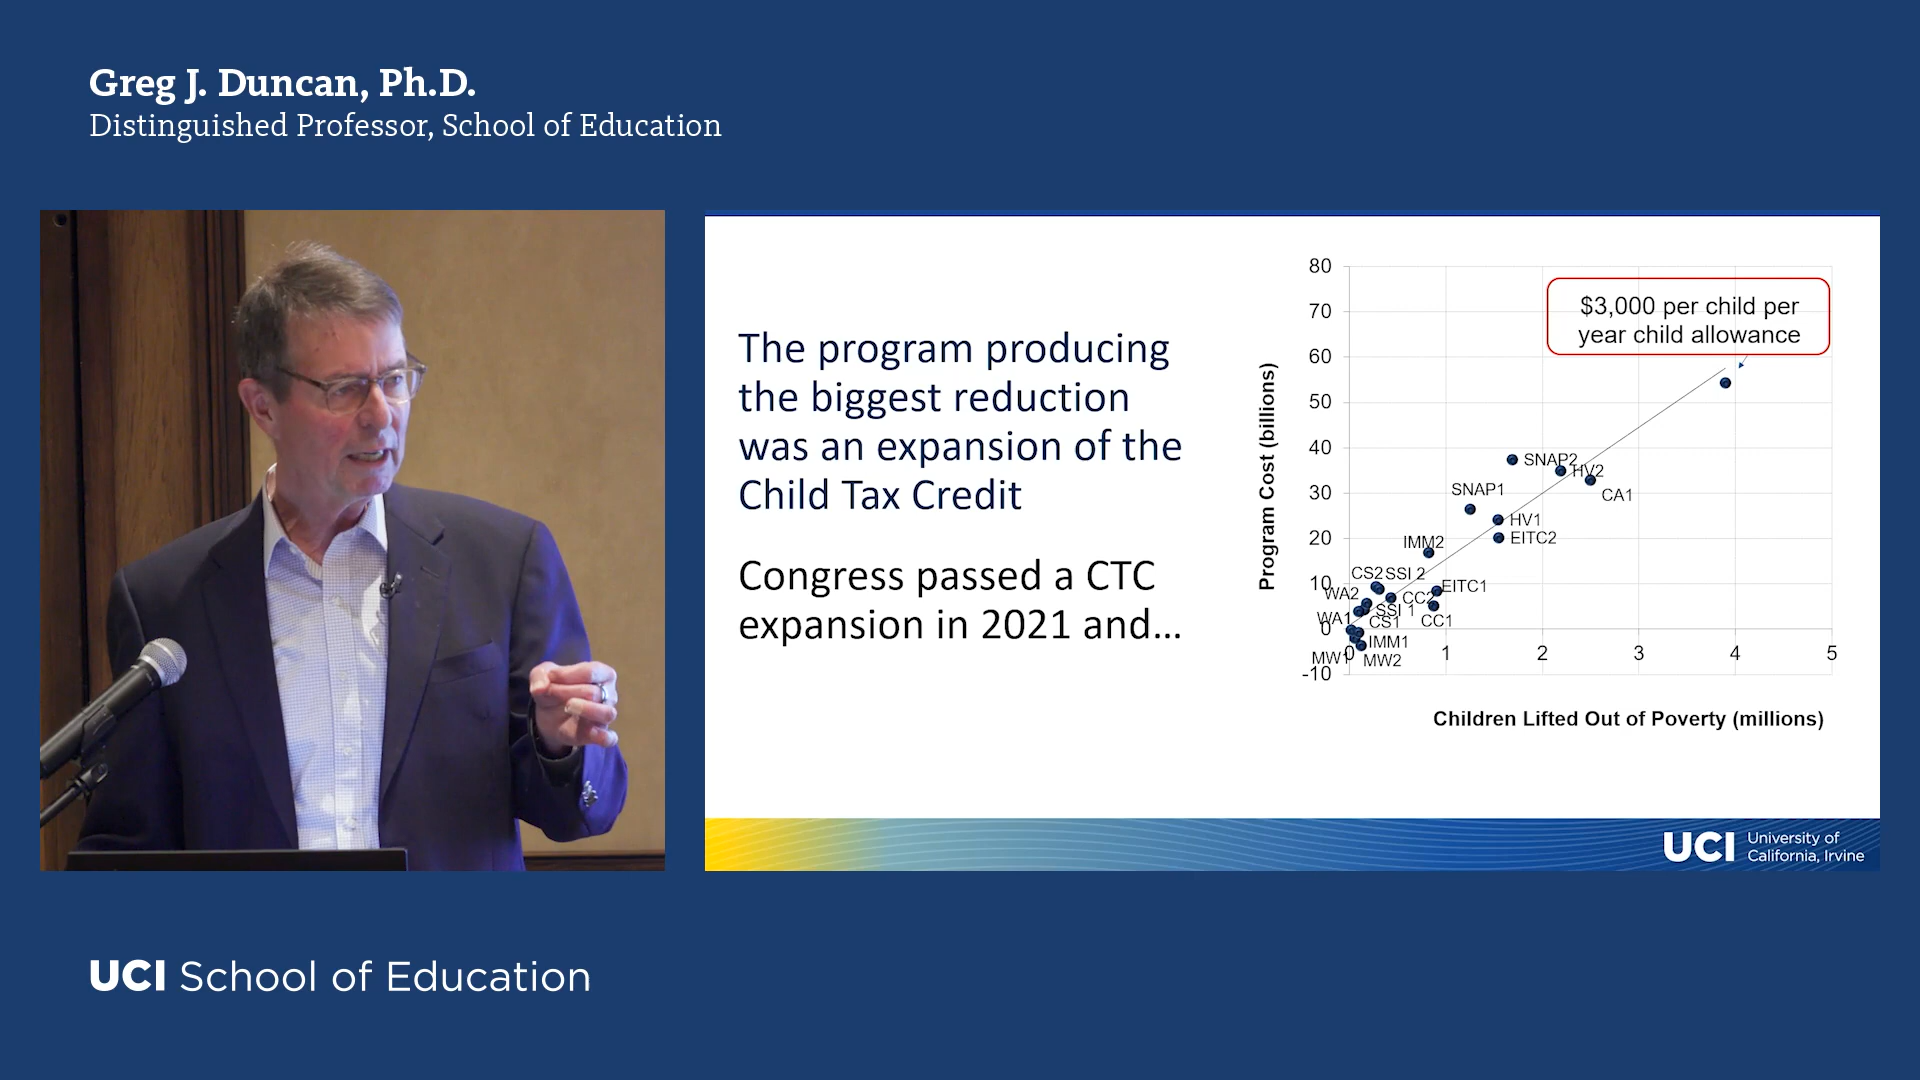 Greg J. Duncan, Ph.D.
Distinguished Professor, School of Education
The program producing
the biggest reduction
was an expansion of the
Child Tax Credit
Congress passed a CTC
expansion in 2021 and...
80
70
60
50
40
30
20
10
0
-10
Program Cost (billions)
$3,000 per child per
year child allowance
SNAP2
HV2
CA1
SNAP1
HV1
EITC2
IMM2
CS2
SSI 2
EITC1
WA2
CC2
SSI 1
WA1
CS1
CC1
IMM1
MW1
MW2
0 1 2 3 4 5
Children Lifted Out of Poverty (millions)
UCI University of
California, Irvine
UCI School of Education